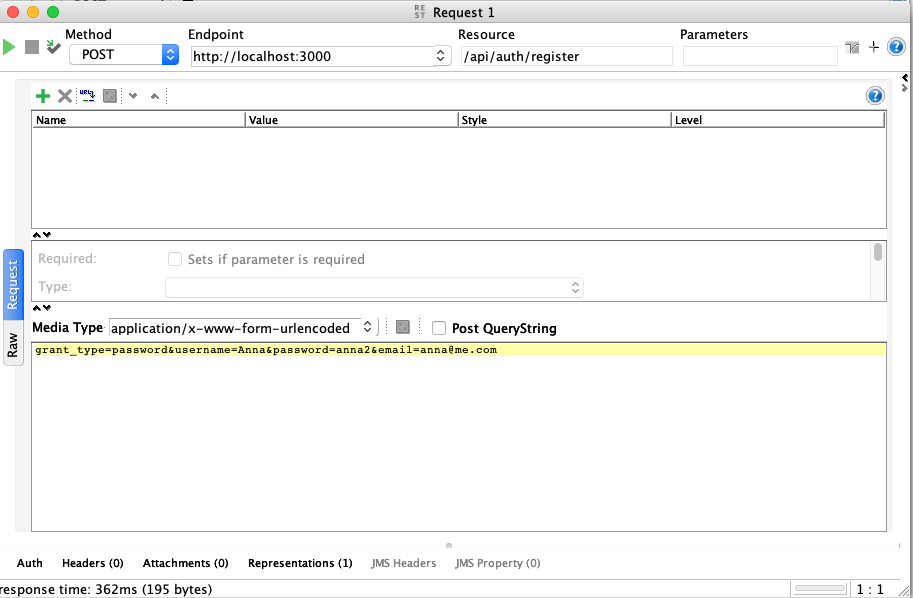 REST Request 1
Method Endpoint Resource Parameters
POST http://localhost:3000 /api/auth/register
URL
Name Value Style Level
Required: Sets if parameter is required
Type:
Request
Raw
Media Type application/x-www-form-urlencoded Post QueryString
grant_type=password&username=Anna&password=anna2&email=anna@me.com
Auth Headers (0) Attachments (0) Representations (1) JMS Headers JMS Property (0)
response time: 362ms (195 bytes) 1 : 1